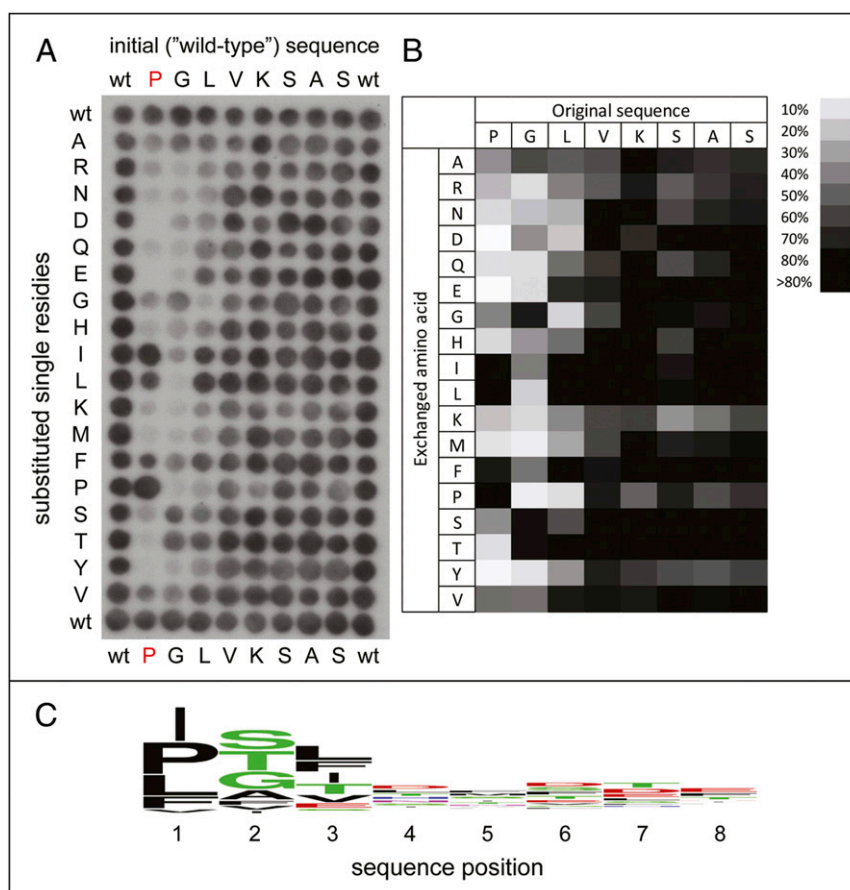 A
initial ("wild-type") sequence
wt P G L V K S A S wt
substituted single residies
wt
A
R
N
D
Q
E
G
H
I
L
K
M
F
P
S
T
Y
V
wt
wt P G L V K S A S wt
B
Original sequence
P G L V K S A S
Exchanged amino acid
A
R
N
D
Q
E
G
H
I
L
K
M
F
P
S
T
Y
V
10%
20%
30%
40%
50%
60%
70%
80%
>80%
C
I S L
P T I
L G T
F A V
1 2 3 4 5 6 7 8
sequence position